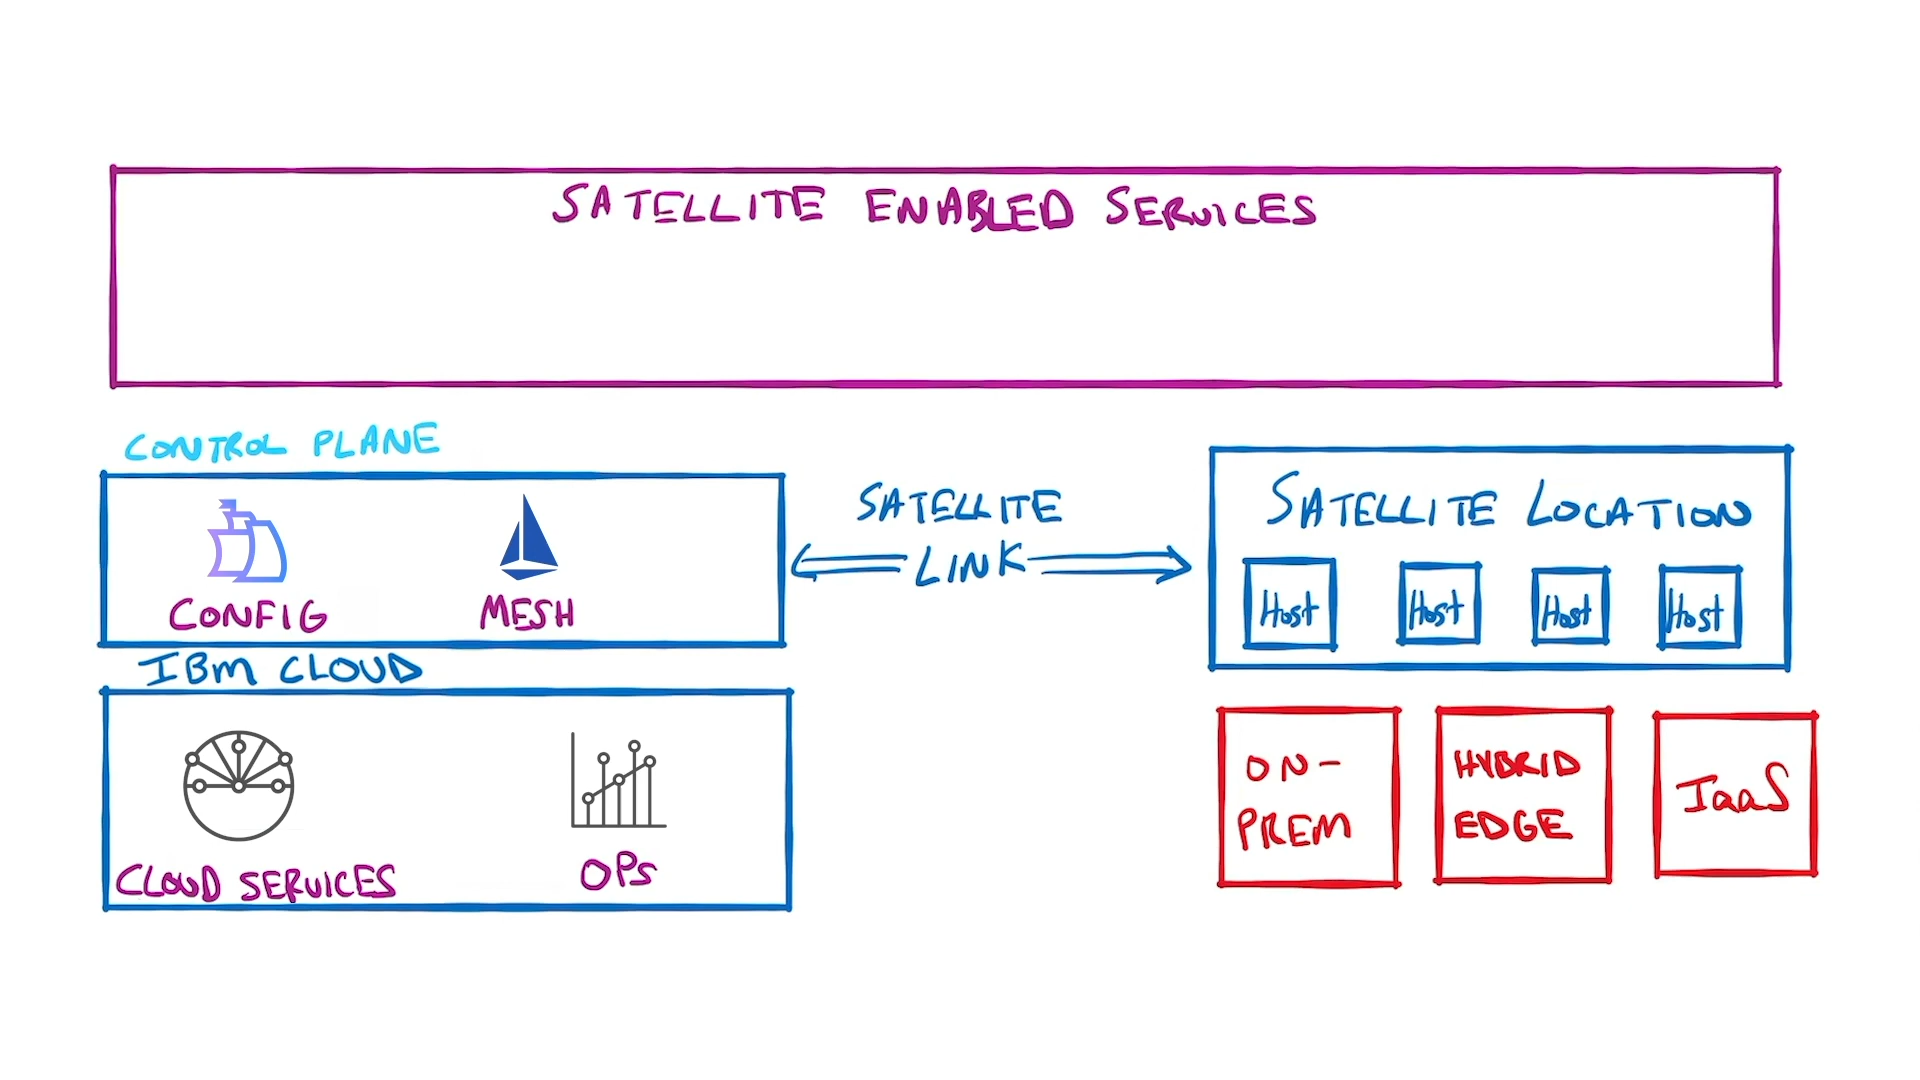 SATELLITE ENABLED SERVICES
CONTROL PLANE
CONFIG
MESH
SATELLITE
LINK
SATELLITE LOCATION
Host
Host
Host
Host
IBM CLOUD
CLOUD SERVICES
OPs
ON-
PREM
HYBRID
EDGE
IaaS